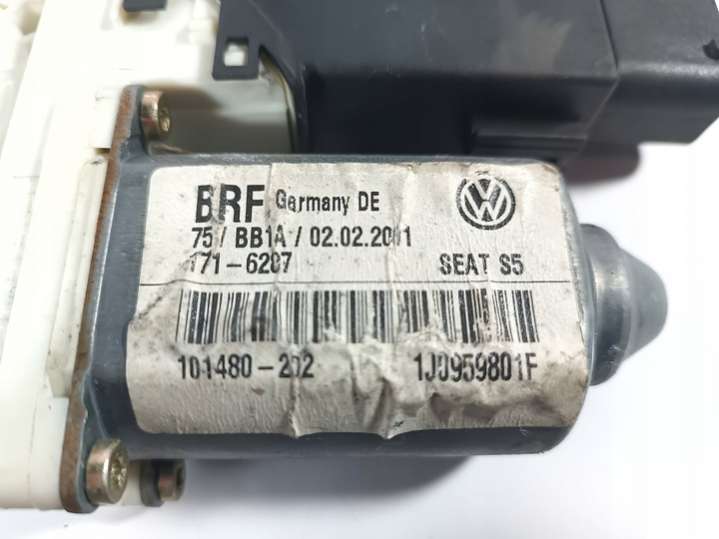 BRF Germany DE
75/ BB1A / 02.02.2001
171-6207 SEAT S5
101480-202 1J0959801F